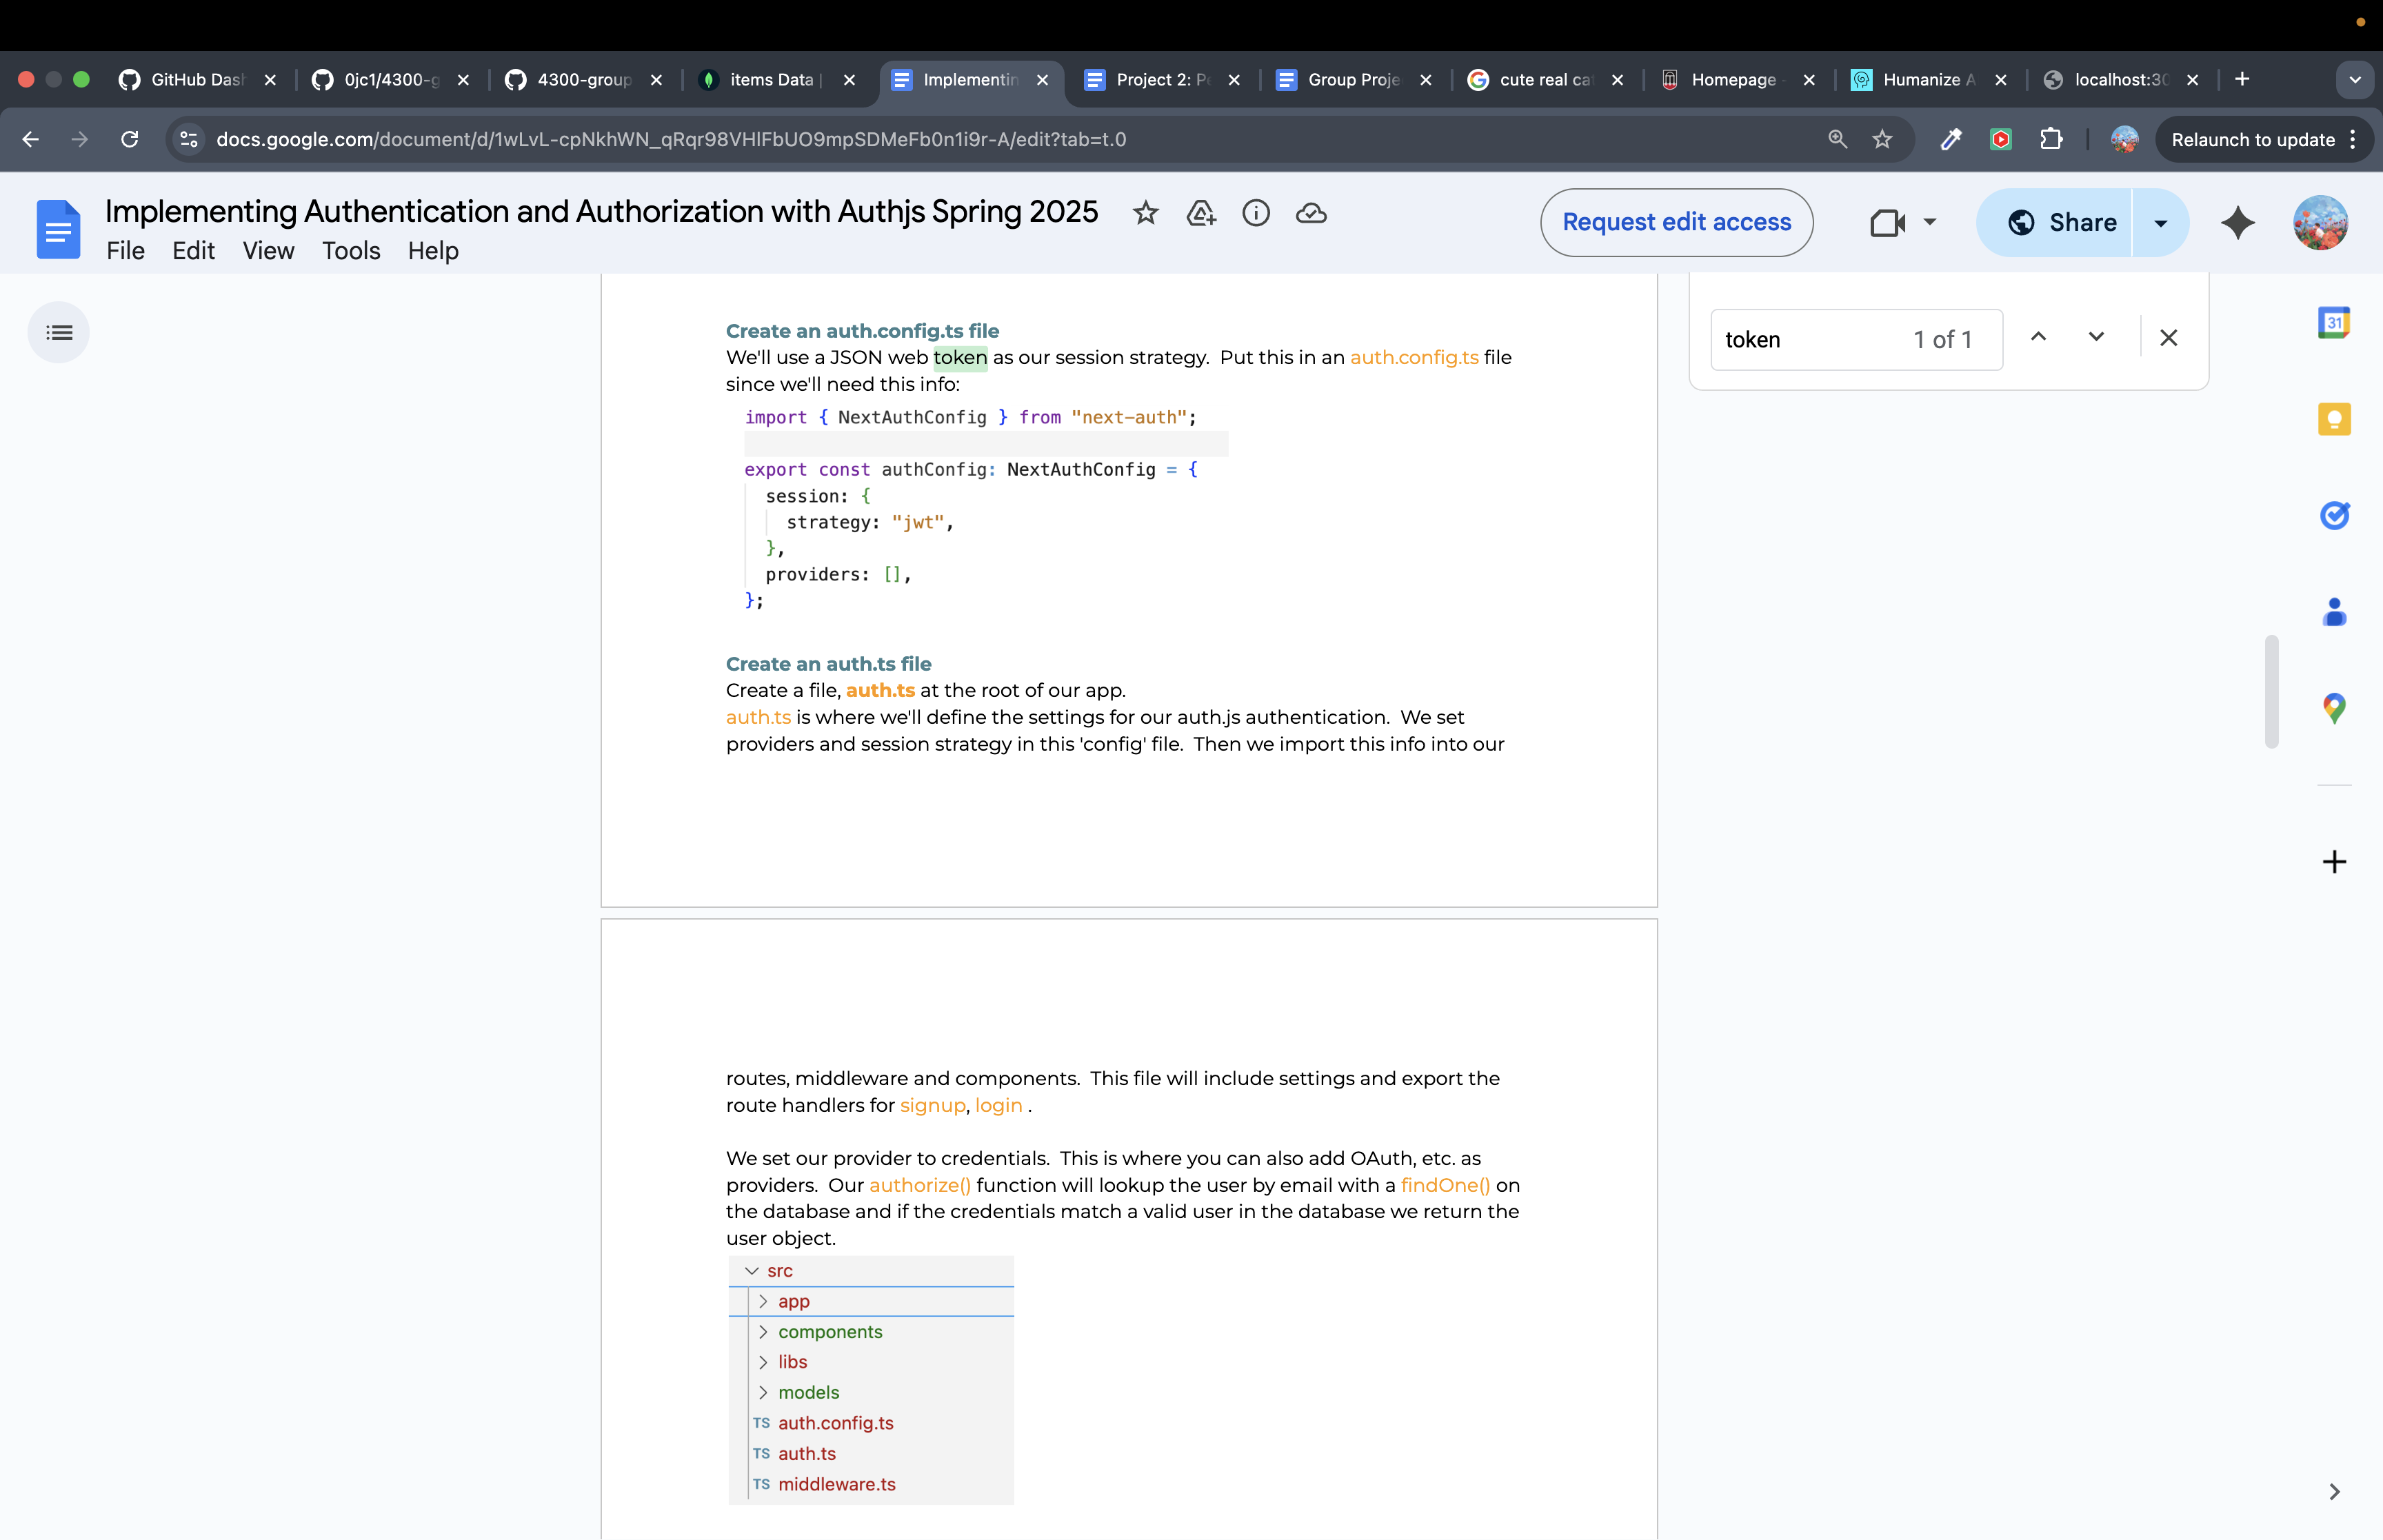 GitHub Dash
0jc1/4300-g
4300-group
items Data |
Implementin
Project 2: Pe
Group Proje
cute real cat
Homepage -
Humanize A
localhost:30
docs.google.com/document/d/1wLvL-cpNkhWN_qRqr98VHlFbUO9mpSDMeFb0n1i9r-A/edit?tab=t.0
Relaunch to update
Implementing Authentication and Authorization with Authjs Spring 2025
Request edit access
Share
File Edit View Tools Help
token 1 of 1
31
Create an auth.config.ts file
We'll use a JSON web token as our session strategy. Put this in an auth.config.ts file
since we'll need this info:
import { NextAuthConfig } from "next-auth";
export const authConfig: NextAuthConfig = {
session: {
strategy: "jwt",
},
providers: [],
};
Create an auth.ts file
Create a file, auth.ts at the root of our app.
auth.ts is where we'll define the settings for our auth.js authentication. We set
providers and session strategy in this 'config' file. Then we import this info into our
routes, middleware and components. This file will include settings and export the
route handlers for signup, login .
We set our provider to credentials. This is where you can also add OAuth, etc. as
providers. Our authorize() function will lookup the user by email with a findOne() on
the database and if the credentials match a valid user in the database we return the
user object.
src
app
components
libs
models
TS auth.config.ts
TS auth.ts
TS middleware.ts